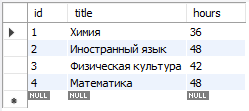 id title hours
1 Химия 36
2 Иностранный язык 48
3 Физическая культура 42
4 Математика 48
NULL NULL NULL